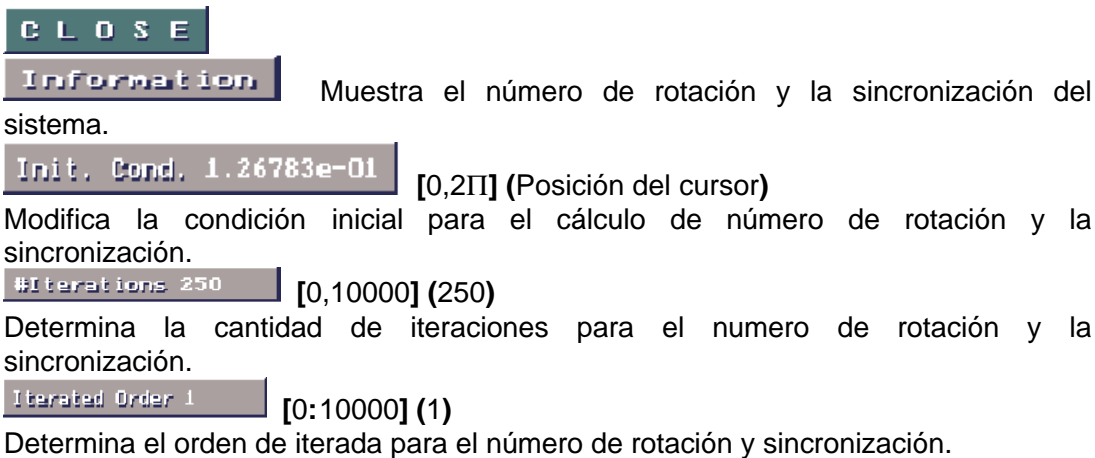 C L O S E
Information Muestra el número de rotación y la sincronización del
sistema.
Init. Cond. 1.26783e-01 [0,2Π] (Posición del cursor)
Modifica la condición inicial para el cálculo de número de rotación y la
sincronización.
#Iterations 250 [0,10000] (250)
Determina la cantidad de iteraciones para el numero de rotación y la
sincronización.
Iterated Order 1 [0:10000] (1)
Determina el orden de iterada para el número de rotación y sincronización.